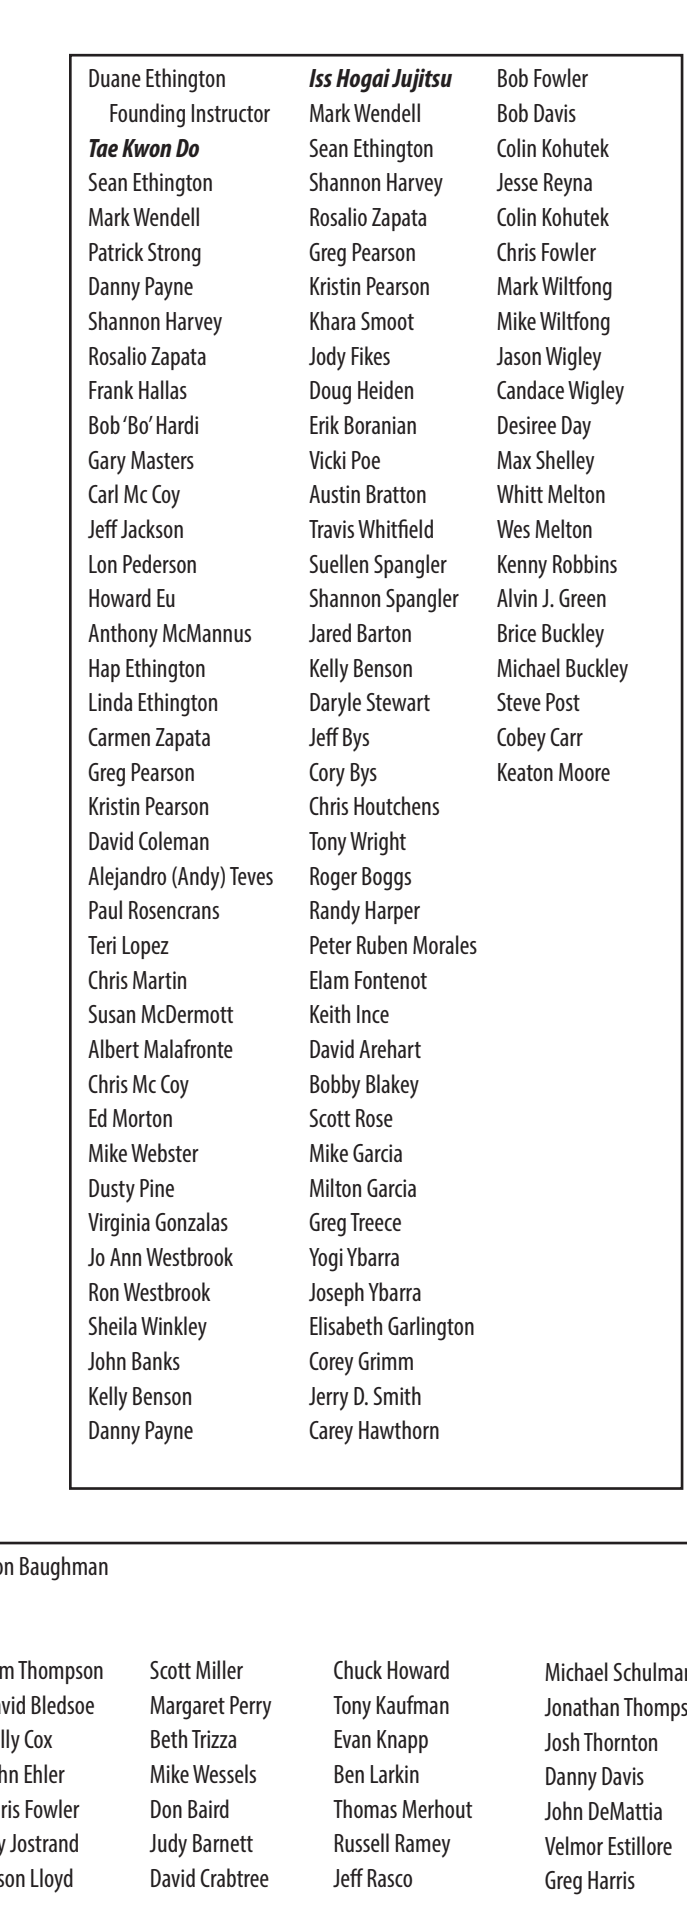 Duane Ethington
Founding Instructor
Tae Kwon Do
Sean Ethington
Mark Wendell
Patrick Strong
Danny Payne
Shannon Harvey
Rosalio Zapata
Frank Hallas
Bob ‘Bo’ Hardi
Gary Masters
Carl Mc Coy
Jeff Jackson
Lon Pederson
Howard Eu
Anthony McMannus
Hap Ethington
Linda Ethington
Carmen Zapata
Greg Pearson
Kristin Pearson
David Coleman
Alejandro (Andy) Teves
Paul Rosencrans
Teri Lopez
Chris Martin
Susan McDermott
Albert Malafronte
Chris Mc Coy
Ed Morton
Mike Webster
Dusty Pine
Virginia Gonzalas
Jo Ann Westbrook
Ron Westbrook
Sheila Winkley
John Banks
Kelly Benson
Danny Payne
Iss Hogai Jujitsu
Mark Wendell
Sean Ethington
Shannon Harvey
Rosalio Zapata
Greg Pearson
Kristin Pearson
Khara Smoot
Jody Fikes
Doug Heiden
Erik Boranian
Vicki Poe
Austin Bratton
Travis Whitfield
Suellen Spangler
Shannon Spangler
Jared Barton
Kelly Benson
Daryle Stewart
Jeff Bys
Cory Bys
Chris Houtchens
Tony Wright
Roger Boggs
Randy Harper
Peter Ruben Morales
Elam Fontenot
Keith Ince
David Arehart
Bobby Blakey
Scott Rose
Mike Garcia
Milton Garcia
Greg Treece
Yogi Ybarra
Joseph Ybarra
Elisabeth Garlington
Corey Grimm
Jerry D. Smith
Carey Hawthorn
Bob Fowler
Bob Davis
Colin Kohutek
Jesse Reyna
Colin Kohutek
Chris Fowler
Mark Wiltfong
Mike Wiltfong
Jason Wigley
Candace Wigley
Desiree Day
Max Shelley
Whitt Melton
Wes Melton
Kenny Robbins
Alvin J. Green
Brice Buckley
Michael Buckley
Steve Post
Cobey Carr
Keaton Moore
Baughman
Thompson
Bledsoe
Cox
Ehler
Fowler
Jostrand
Lloyd
Scott Miller
Margaret Perry
Beth Trizza
Mike Wessels
Don Baird
Judy Barnett
David Crabtree
Chuck Howard
Tony Kaufman
Evan Knapp
Ben Larkin
Thomas Merhout
Russell Ramey
Jeff Rasco
Michael
Jonathan
Josh Thornton
Danny Davis
John DeMattia
Velmor Estillore
Greg Harris